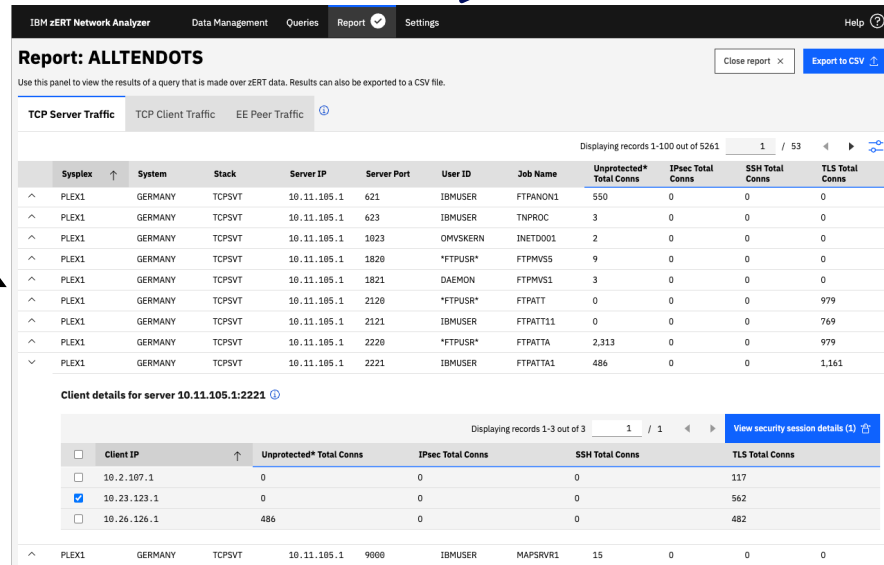 IBM zERT Network Analyzer Data Management Queries Report Settings Help
Report: ALLTENDOTS
Close report × Export to CSV
Use this panel to view the results of a query that is made over zERT data. Results can also be exported to a CSV file.
TCP Server Traffic TCP Client Traffic EE Peer Traffic
Displaying records 1-100 out of 5261 1 / 53
Sysplex ↑ System Stack Server IP Server Port User ID Job Name Unprotected* Total Conns IPsec Total Conns SSH Total Conns TLS Total Conns
PLEX1 GERMANY TCPSVT 10.11.105.1 621 IBMUSER FTPANON1 550 0 0 0
PLEX1 GERMANY TCPSVT 10.11.105.1 623 IBMUSER TNPROC 3 0 0 0
PLEX1 GERMANY TCPSVT 10.11.105.1 1023 OMVSKERN INETD001 2 0 0 0
PLEX1 GERMANY TCPSVT 10.11.105.1 1820 *FTPUSR* FTPMVS5 9 0 0 0
PLEX1 GERMANY TCPSVT 10.11.105.1 1821 DAEMON FTPMVS1 3 0 0 0
PLEX1 GERMANY TCPSVT 10.11.105.1 2120 *FTPUSR* FTPATT 0 0 0 979
PLEX1 GERMANY TCPSVT 10.11.105.1 2121 IBMUSER FTPATT11 0 0 0 769
PLEX1 GERMANY TCPSVT 10.11.105.1 2220 *FTPUSR* FTPATTA 2,313 0 0 979
PLEX1 GERMANY TCPSVT 10.11.105.1 2221 IBMUSER FTPATTA1 486 0 0 1,161
Client details for server 10.11.105.1:2221
Displaying records 1-3 out of 3 1 / 1 View security session details (1)
Client IP ↑ Unprotected* Total Conns IPsec Total Conns SSH Total Conns TLS Total Conns
10.2.107.1 0 0 0 117
10.23.123.1 0 0 0 562
10.26.126.1 486 0 0 482
PLEX1 GERMANY TCPSVT 10.11.105.1 9000 IBMUSER MAPSRVR1 15 0 0 0